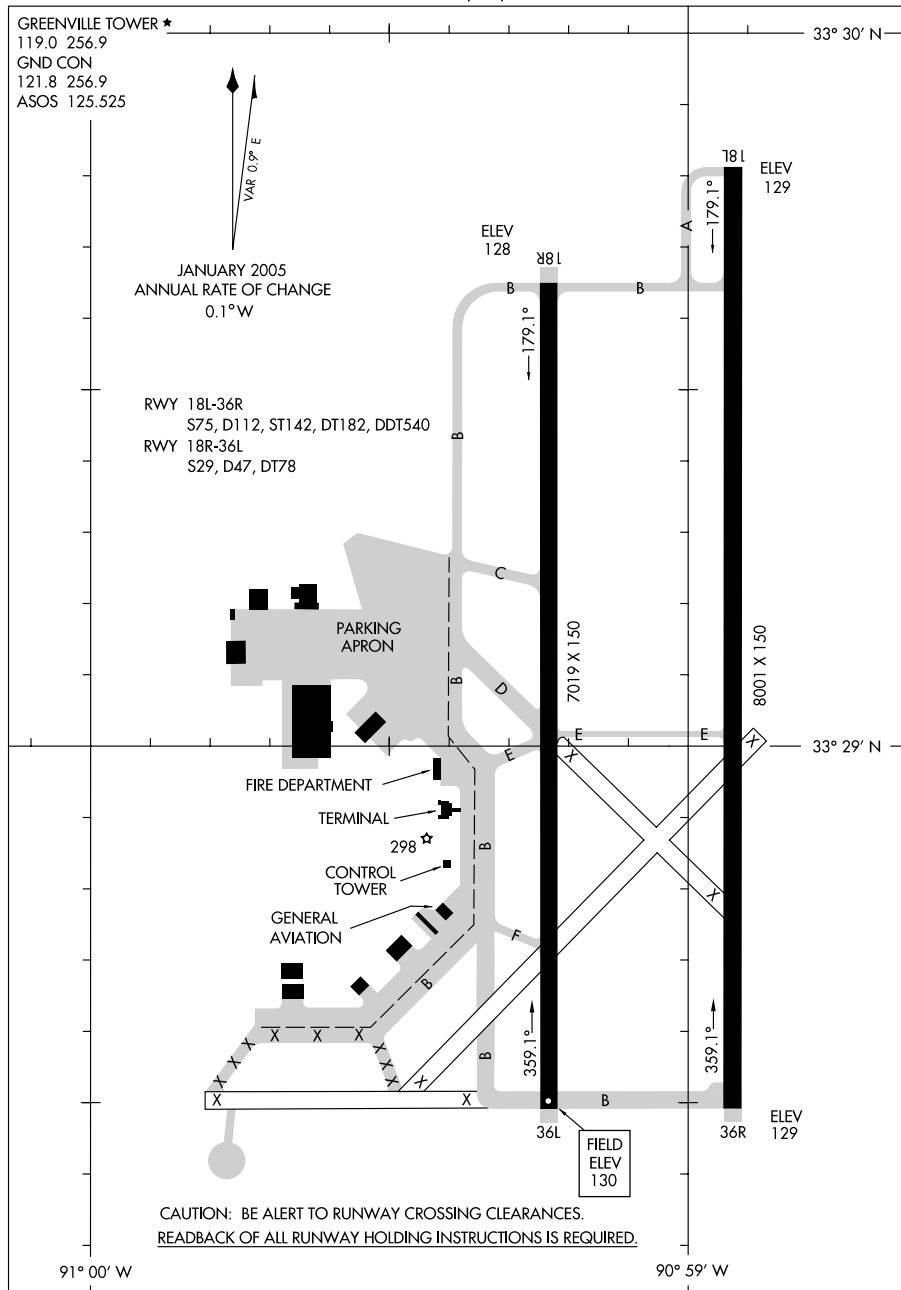 GREENVILLE TOWER ★
119.0 256.9
GND CON
121.8 256.9
ASOS 125.525
33° 30' N
VAR 0.9° E
JANUARY 2005
ANNUAL RATE OF CHANGE
0.1° W
18L
ELEV
129
179.1°
A
ELEV
128
18R
B
B
179.1°
RWY 18L-36R
S75, D112, ST142, DT182, DDT540
RWY 18R-36L
S29, D47, DT78
B
C
PARKING
APRON
7019 X 150
8001 X 150
B
D
E
E
E
X
X
33° 29' N
FIRE DEPARTMENT
TERMINAL
298
B
CONTROL
TOWER
GENERAL
AVIATION
X
F
B
X X X
X
X
X
X
X
X
X
X
359.1°
359.1°
B
X
X
X
B
36L
36R
ELEV
129
FIELD
ELEV
130
CAUTION: BE ALERT TO RUNWAY CROSSING CLEARANCES.
READBACK OF ALL RUNWAY HOLDING INSTRUCTIONS IS REQUIRED.
91° 00' W
90° 59' W